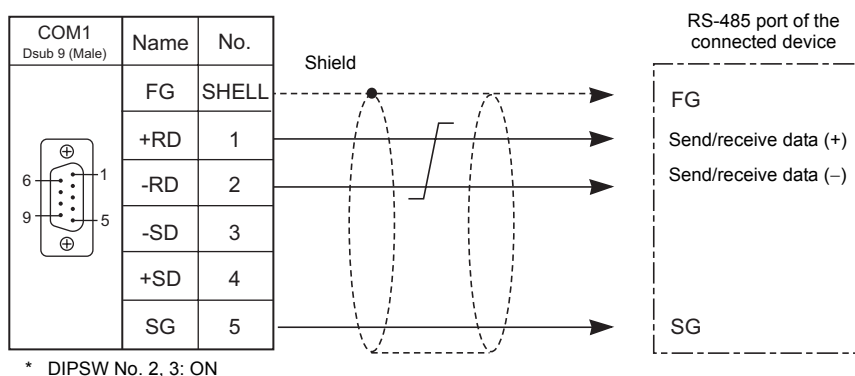 COM1
Dsub 9 (Male)
Name
No.
FG
SHELL
+RD
1
-RD
2
-SD
3
+SD
4
SG
5
6
1
9
5
Shield
RS-485 port of the
connected device
FG
Send/receive data (+)
Send/receive data (−)
SG
* DIPSW No. 2, 3: ON